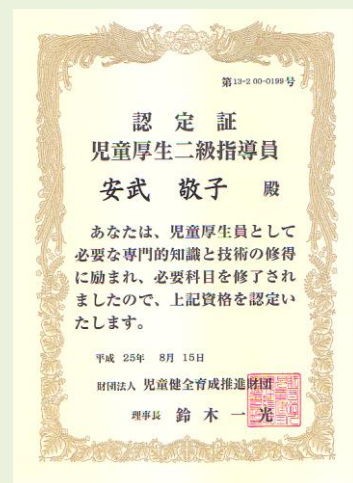 第13-2 00-0199号
認定証
児童厚生二級指導員
安武 敬子 殿
あなたは、児童厚生員として
必要な専門的知識と技術の修得
に励まれ、必要科目を修了され
ましたので、上記資格を認定い
たします。
平成 25年 8月 15日
財団法人 児童健全育成推進財団
理事長 鈴木一光